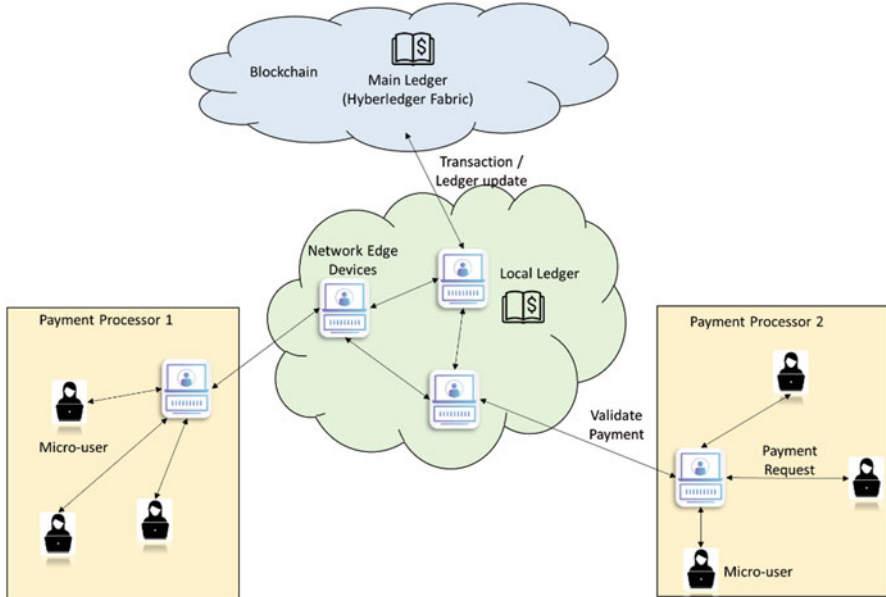 Blockchain
Main Ledger
(Hyberledger Fabric)
Transaction /
Ledger update
Network Edge
Devices
Local Ledger
Payment Processor 1
Micro-user
Payment Processor 2
Validate
Payment
Payment
Request
Micro-user